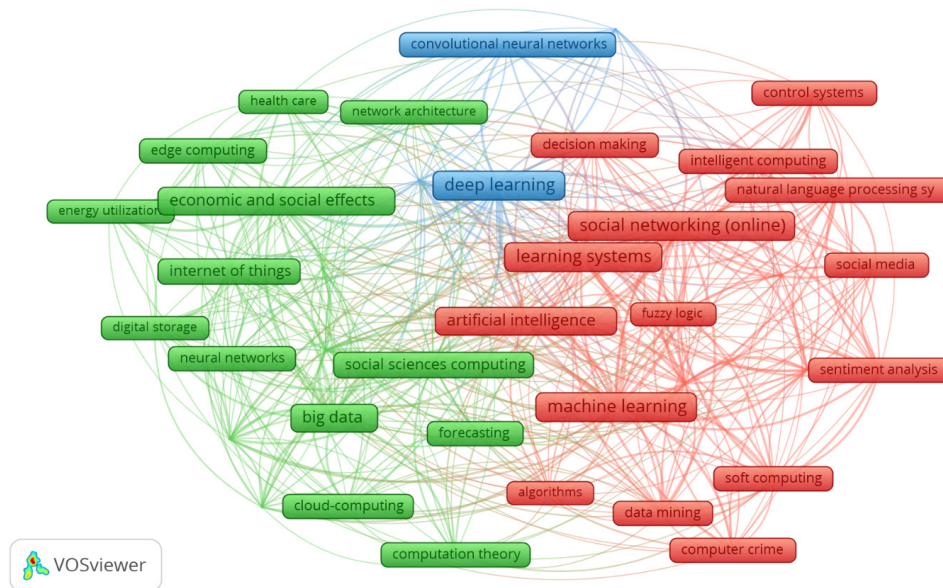 convolutional neural networks
control systems
health care
network architecture
decision making
edge computing
intelligent computing
deep learning
natural language processing sy
economic and social effects
energy utilization
social networking (online)
learning systems
internet of things
social media
fuzzy logic
artificial intelligence
digital storage
neural networks
social sciences computing
sentiment analysis
machine learning
big data
forecasting
soft computing
algorithms
cloud-computing
data mining
computation theory
computer crime
VOSviewer